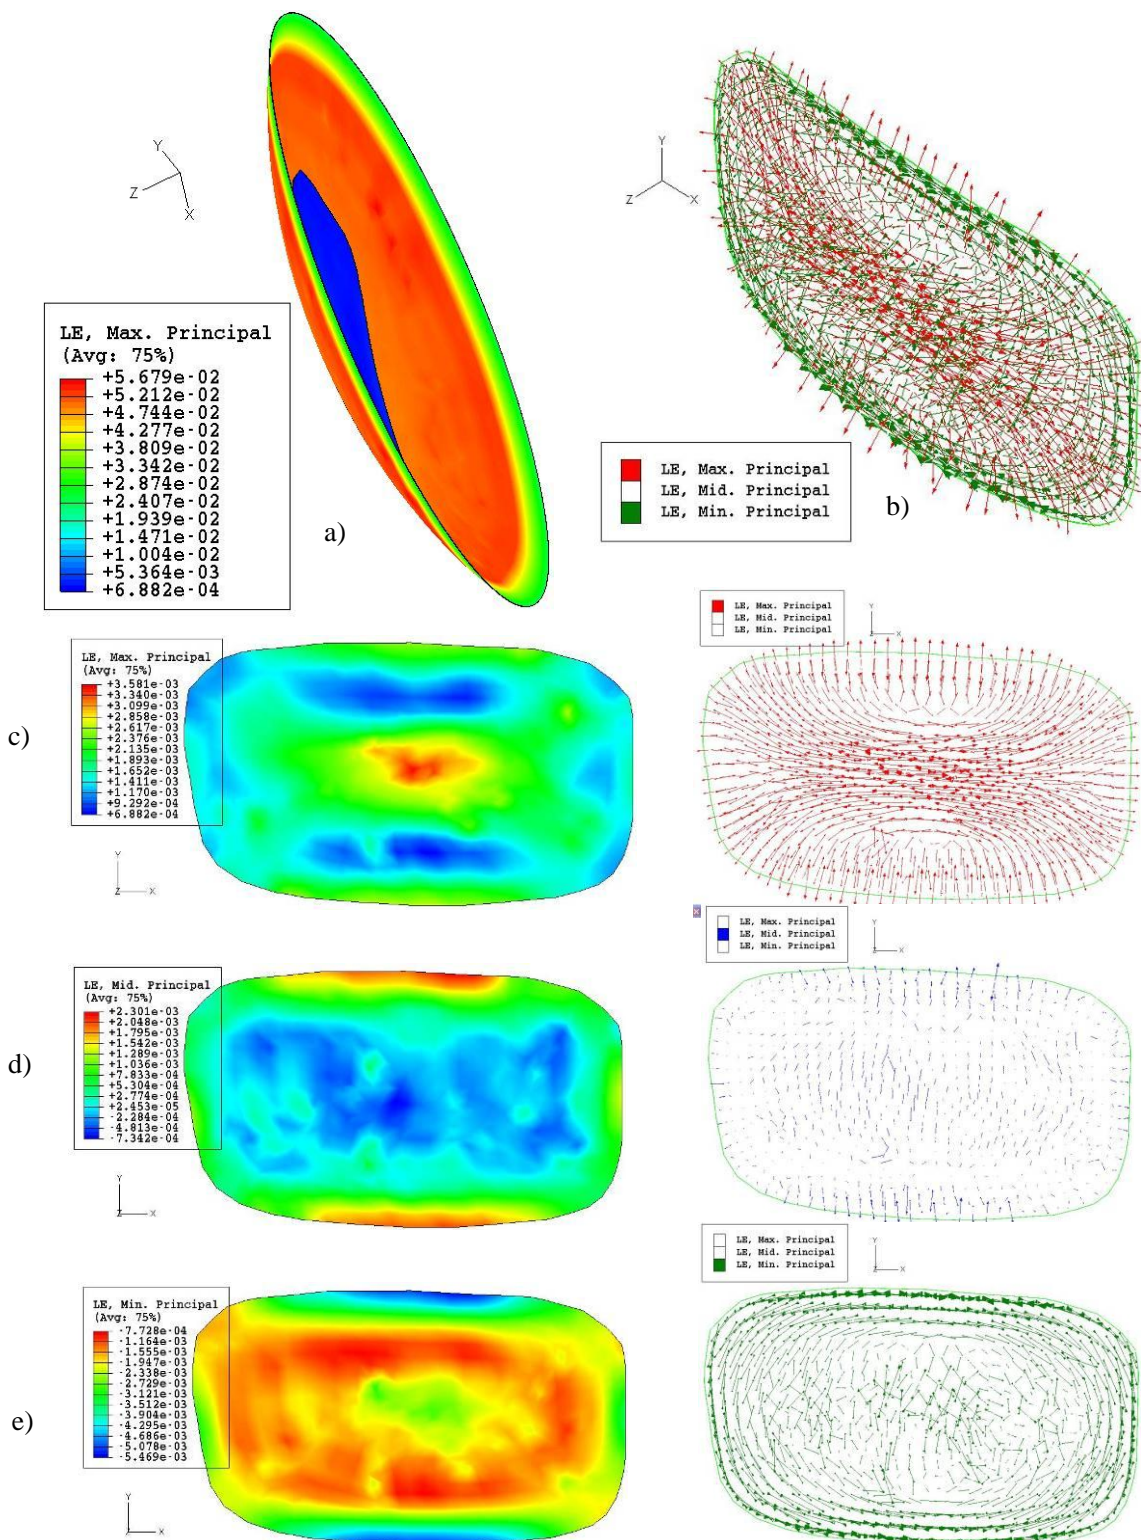 Y
Z
X
LE, Max. Principal
(Avg: 75%)
+5.679e-02
+5.212e-02
+4.744e-02
+4.277e-02
+3.809e-02
+3.342e-02
+2.874e-02
+2.407e-02
+1.939e-02
+1.471e-02
+1.004e-02
+5.364e-03
+6.882e-04
a)
Y
Z
X
LE, Max. Principal
LE, Mid. Principal
LE, Min. Principal
b)
c)
LE, Max. Principal
(Avg: 75%)
+3.581e-03
+3.340e-03
+3.099e-03
+2.858e-03
+2.617e-03
+2.376e-03
+2.135e-03
+1.893e-03
+1.652e-03
+1.411e-03
+1.170e-03
+9.292e-04
+6.882e-04
Y
Z
X
LE, Max. Principal
LE, Mid. Principal
LE, Min. Principal
Y
Z
X
d)
LE, Mid. Principal
(Avg: 75%)
+2.301e-03
+2.048e-03
+1.795e-03
+1.542e-03
+1.289e-03
+1.036e-03
+7.833e-04
+5.304e-04
+2.774e-04
+2.453e-05
-2.284e-04
-4.813e-04
-7.342e-04
Y
Z
X
LE, Max. Principal
LE, Mid. Principal
LE, Min. Principal
Y
Z
X
e)
LE, Min. Principal
(Avg: 75%)
-7.728e-04
-1.164e-03
-1.555e-03
-1.947e-03
-2.338e-03
-2.729e-03
-3.121e-03
-3.512e-03
-3.904e-03
-4.295e-03
-4.686e-03
-5.078e-03
-5.469e-03
Y
Z
X
LE, Max. Principal
LE, Mid. Principal
LE, Min. Principal
Y
Z
X